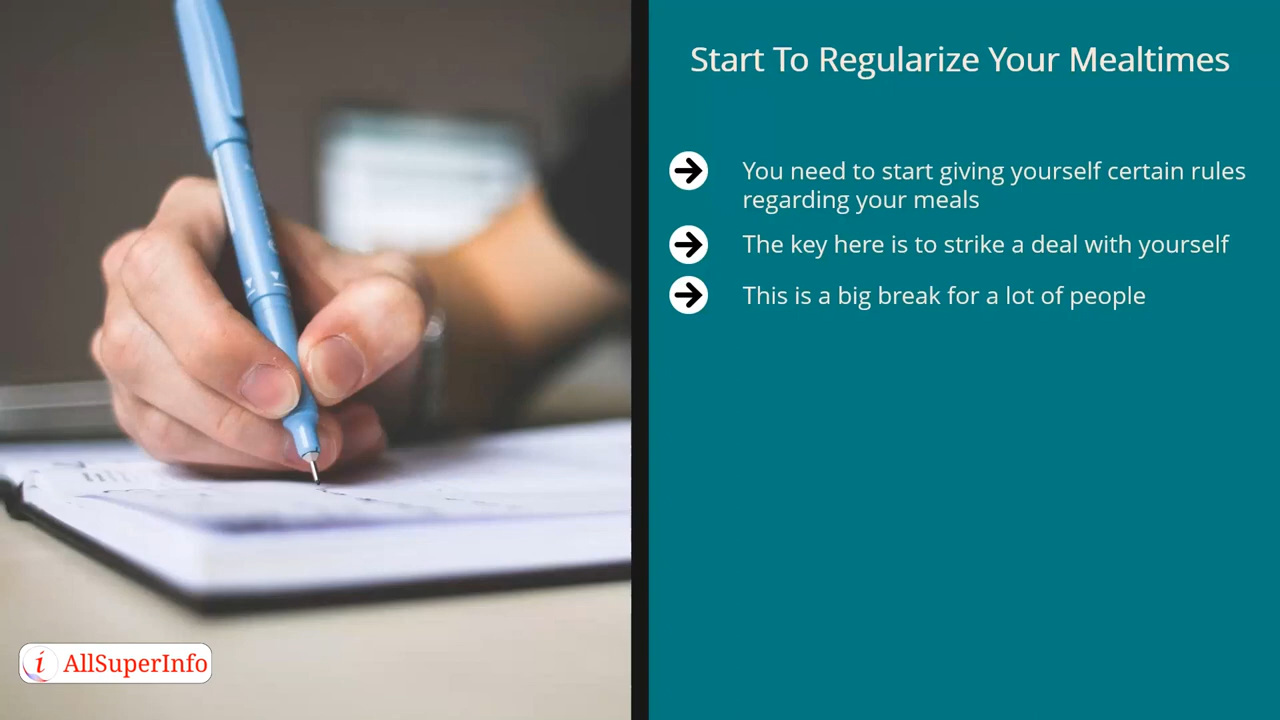 Start To Regularize Your Mealtimes
You need to start giving yourself certain rules
regarding your meals
The key here is to strike a deal with yourself
This is a big break for a lot of people
i AllSuperInfo